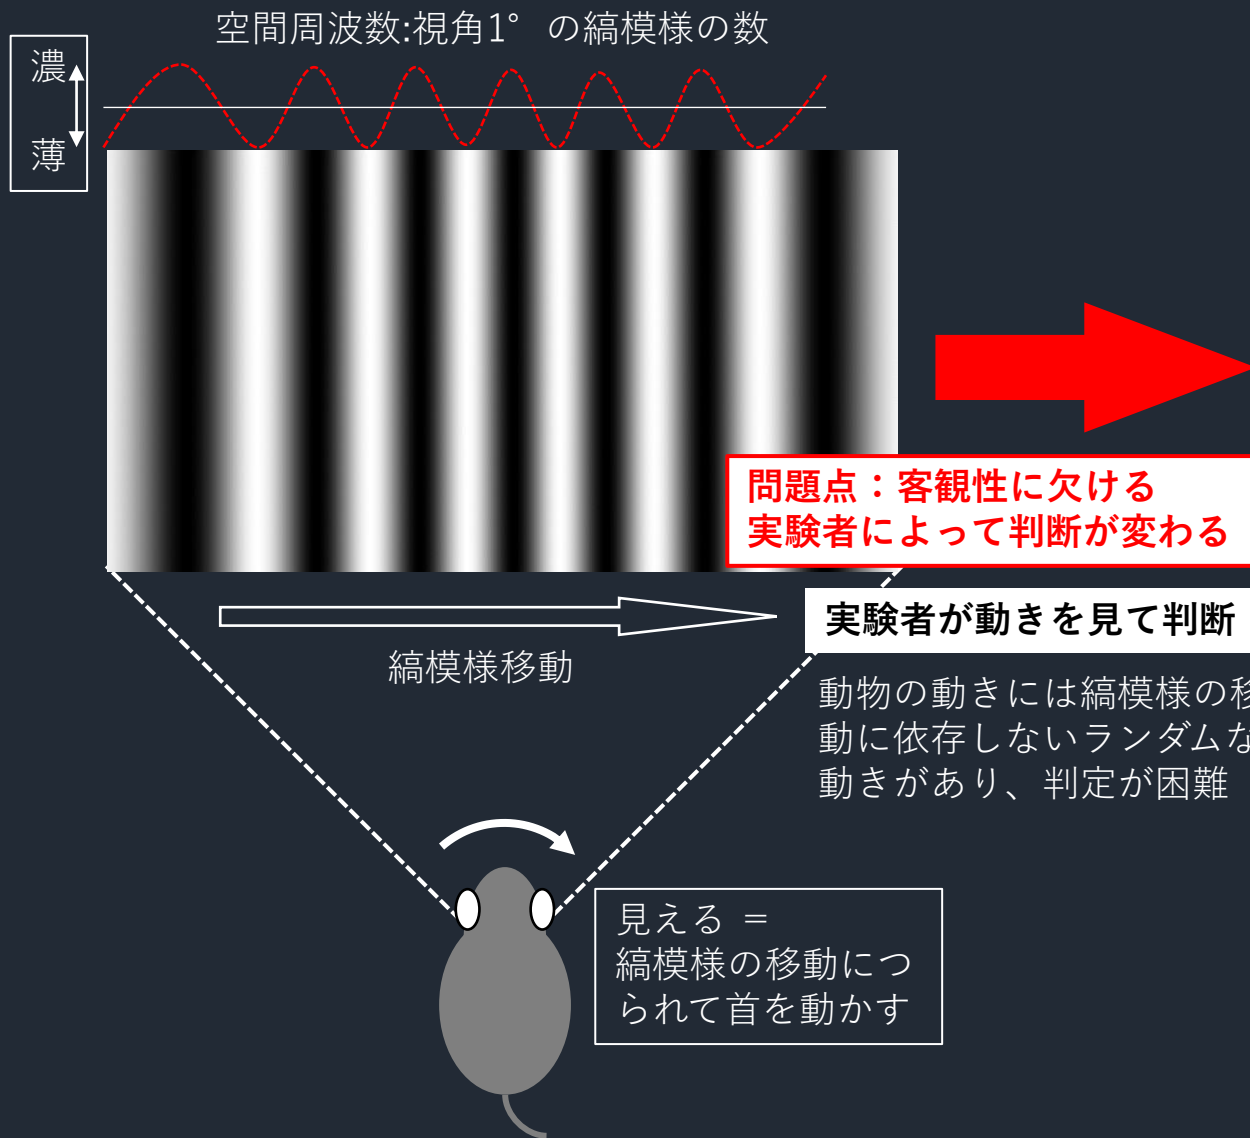 空間周波数:視角1°の縞模様の数
濃
薄
問題点：客観性に欠ける
実験者によって判断が変わる
実験者が動きを見て判断
縞模様移動
動物の動きには縞模様の移
動に依存しないランダムな
動きがあり、判定が困難
見える ＝
縞模様の移動につ
られて首を動かす